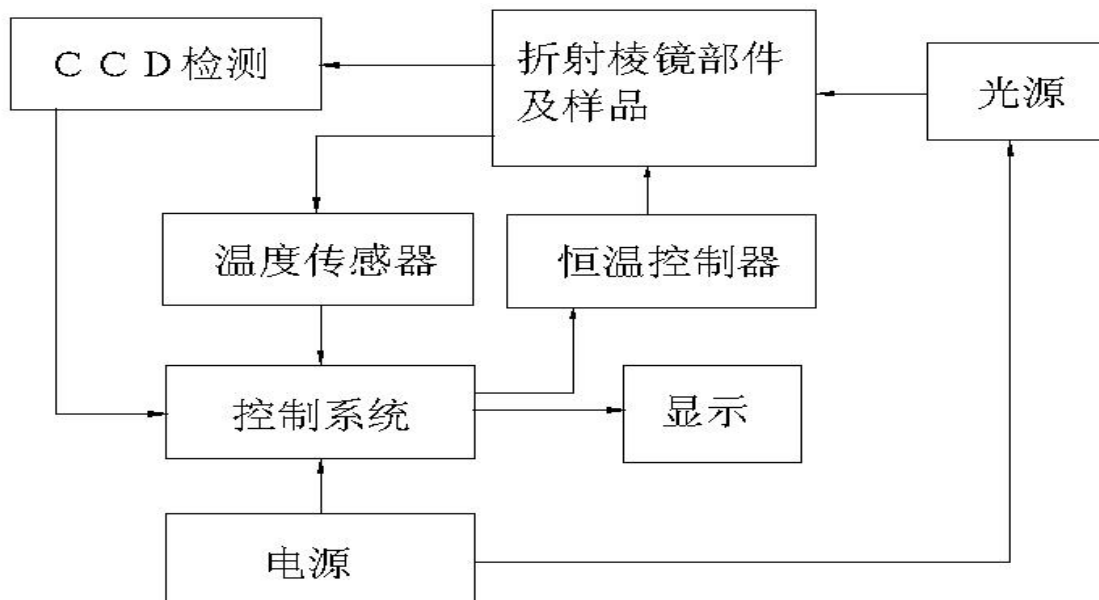 CCD检测
折射棱镜部件
及样品
光源
温度传感器
恒温控制器
控制系统
显示
电源